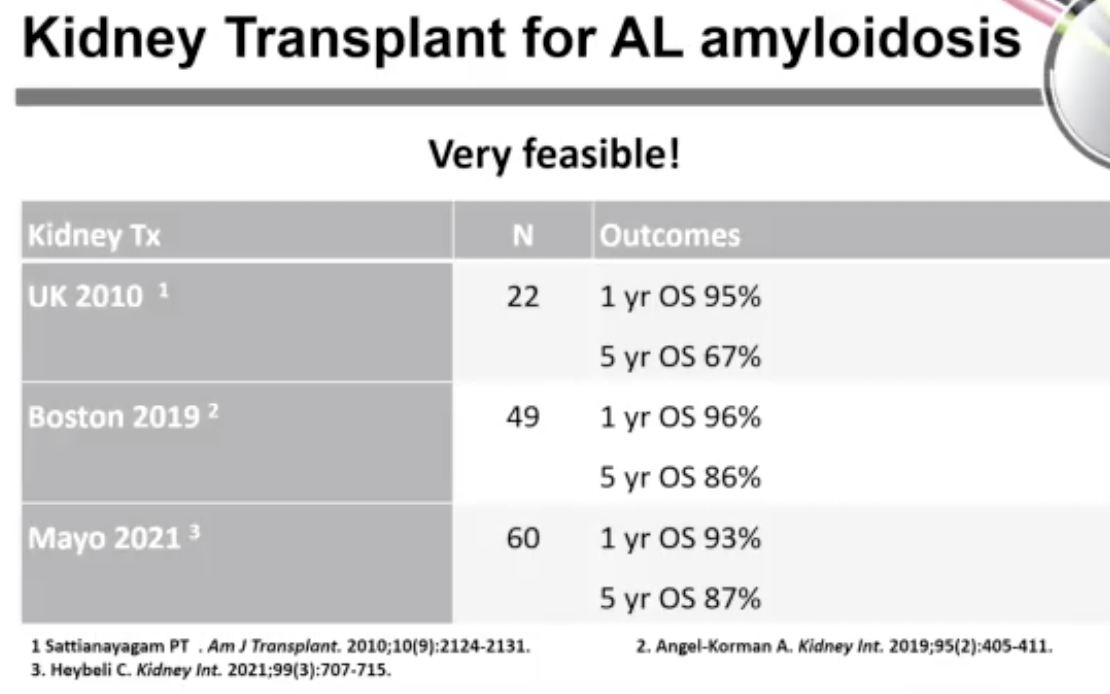 Kidney Transplant for AL amyloidosis
Very feasible!
Kidney Tx N Outcomes
UK 2010 1 22 1 yr OS 95%
5 yr OS 67%
Boston 2019 2 49 1 yr OS 96%
5 yr OS 86%
Mayo 2021 3 60 1 yr OS 93%
5 yr OS 87%
1 Sattianayagam PT . Am J Transplant. 2010;10(9):2124-2131. 2. Angel-Korman A. Kidney Int. 2019;95(2):405-411.
3. Heybeli C. Kidney Int. 2021;99(3):707-715.